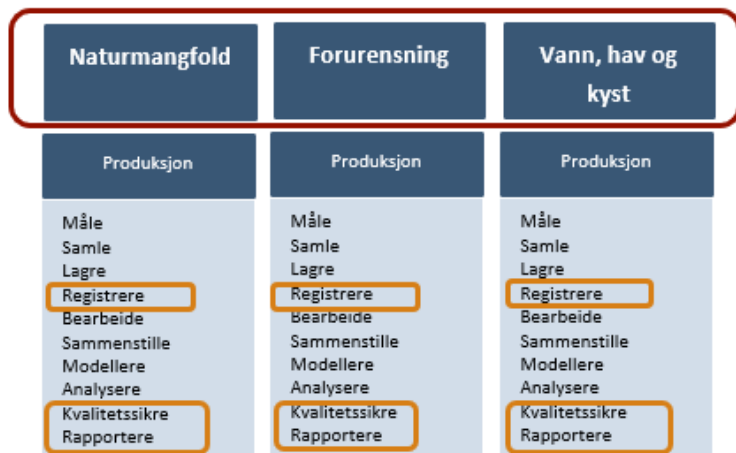 Naturmangfold
Forurensning
Vann, hav og
kyst
Produksjon
Måle
Samle
Lagre
Registrere
Bearbeide
Sammenstille
Modellere
Analysere
Kvalitetssikre
Rapportere
Produksjon
Måle
Samle
Lagre
Registrere
Bearbeide
Sammenstille
Modellere
Analysere
Kvalitetssikre
Rapportere
Produksjon
Måle
Samle
Lagre
Registrere
Bearbeide
Sammenstille
Modellere
Analysere
Kvalitetssikre
Rapportere